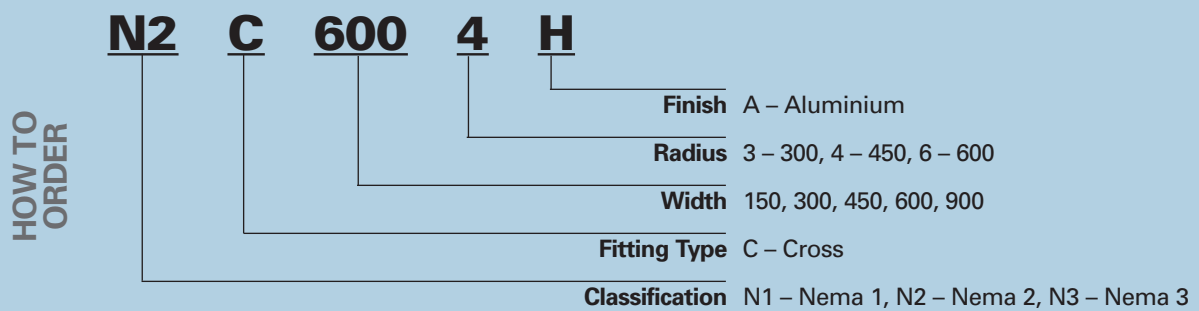 N2 C 600 4 H
HOW TO
ORDER
Finish A – Aluminium
Radius 3 – 300, 4 – 450, 6 – 600
Width 150, 300, 450, 600, 900
Fitting Type C – Cross
Classification N1 – Nema 1, N2 – Nema 2, N3 – Nema 3